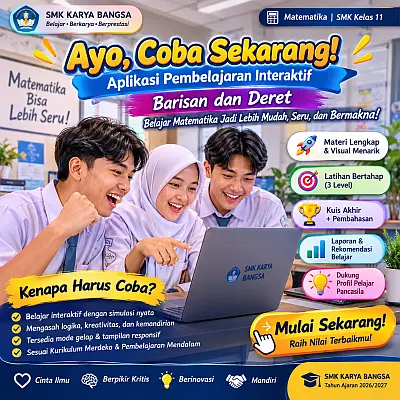 SMK KARYA BANGSA
Belajar • Berkarya • Berprestasi
Matematika | SMK Kelas 11
Ayo, Coba Sekarang!
Aplikasi Pembelajaran Interaktif
Barisan dan Deret
Belajar Matematika Jadi Lebih Mudah, Seru, dan Bermakna!
Matematika
Bisa
Lebih Seru!
Materi Lengkap
& Visual Menarik
Latihan Bertahap
(3 Level)
Kuis Akhir
+ Pembahasan
Laporan &
Rekomendasi
Belajar
Dukung
Profil Pelajar
Pancasila
SMK KARYA
BANGSA
Kenapa Harus Coba?
Belajar interaktif dengan simulasi nyata
Mengasah logika, kreativitas, dan kemandirian
Tersedia mode gelap & tampilan responsif
Sesuai Kurikulum Merdeka & Pembelajaran Mendalam
Mulai Sekarang!
Raih Nilai Terbaikmu!
Cinta Ilmu
Berpikir Kritis
Berinovasi
Mandiri
SMK KARYA BANGSA
Tahun Ajaran 2026/2027